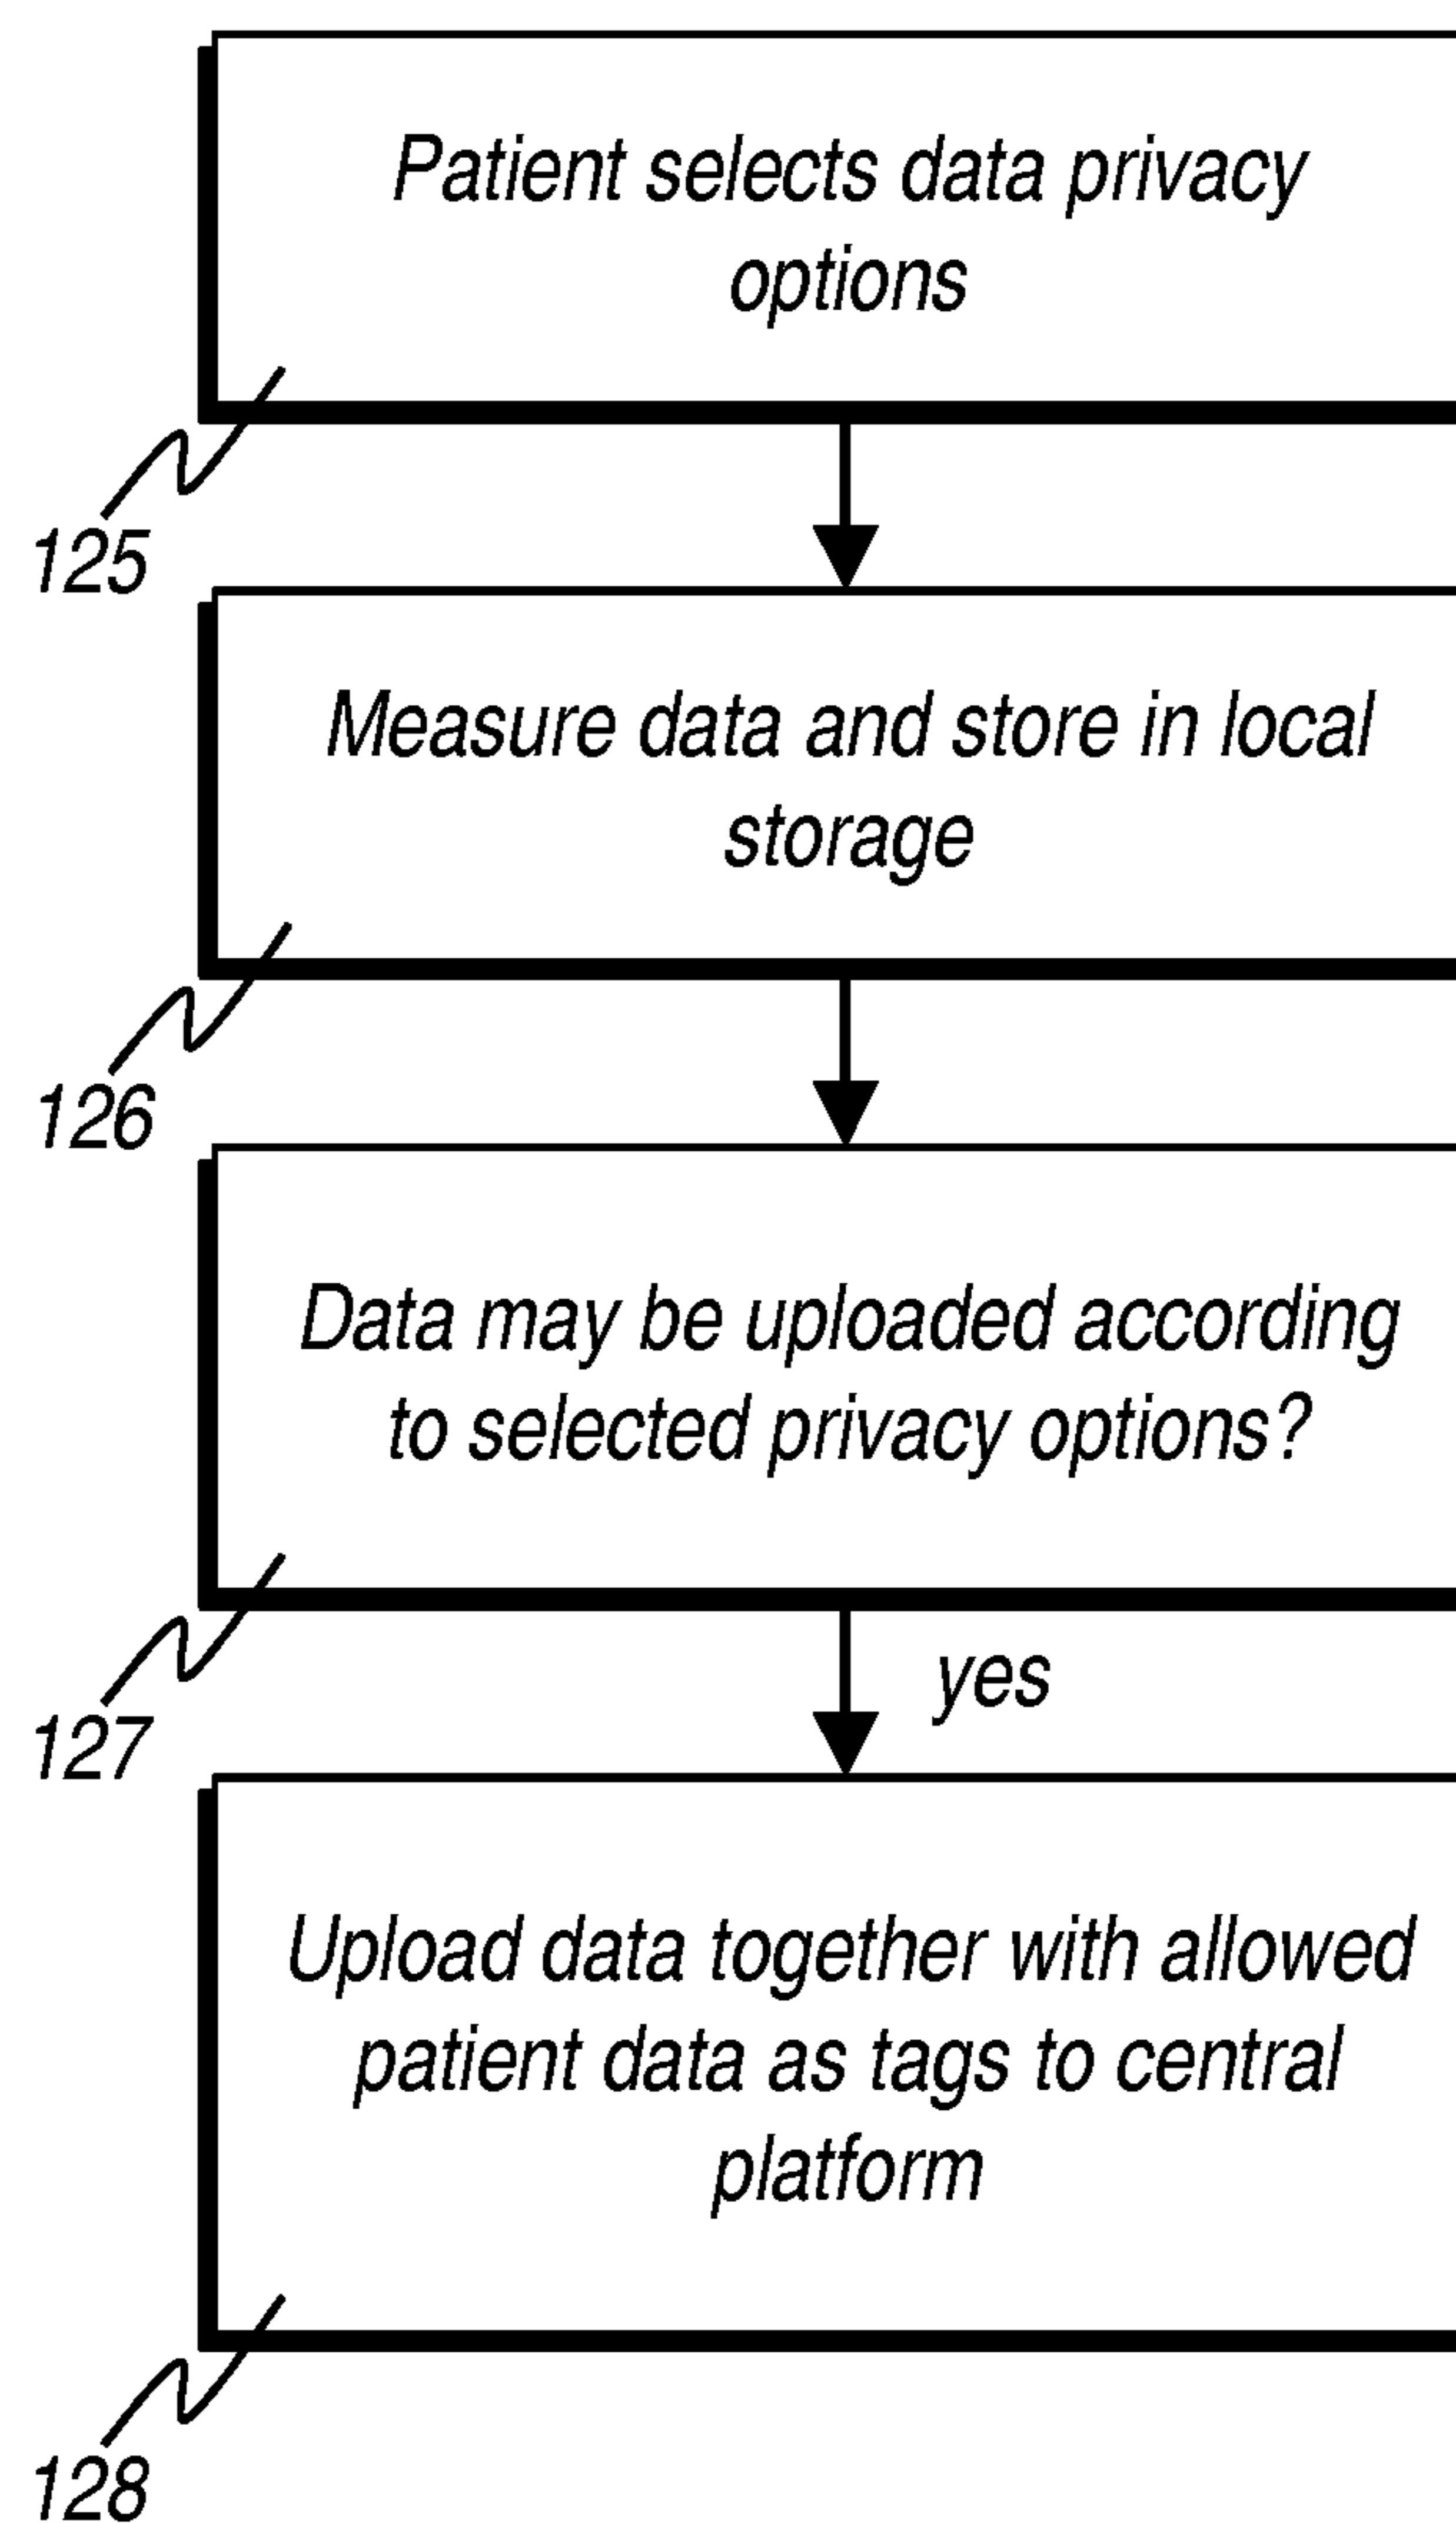 Patient selects data privacy
options
125
Measure data and store in local
storage
126
Data may be uploaded according
to selected privacy options?
127
yes
Upload data together with allowed
patient data as tags to central
platform
128